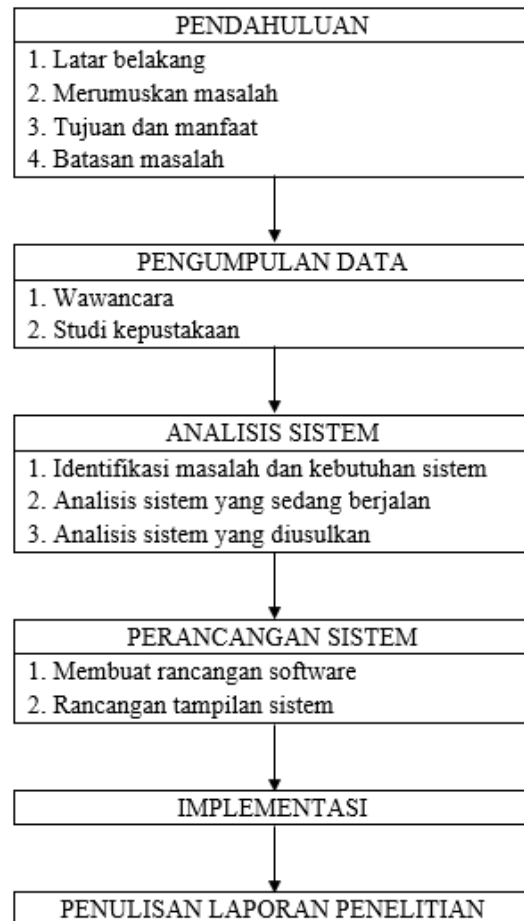 PENDAHULUAN
1. Latar belakang
2. Merumuskan masalah
3. Tujuan dan manfaat
4. Batasan masalah
PENGUMPULAN DATA
1. Wawancara
2. Studi kepustakaan
ANALISIS SISTEM
1. Identifikasi masalah dan kebutuhan sistem
2. Analisis sistem yang sedang berjalan
3. Analisis sistem yang diusulkan
PERANCANGAN SISTEM
1. Membuat rancangan software
2. Rancangan tampilan sistem
IMPLEMENTASI
PENULISAN LAPORAN PENELITIAN